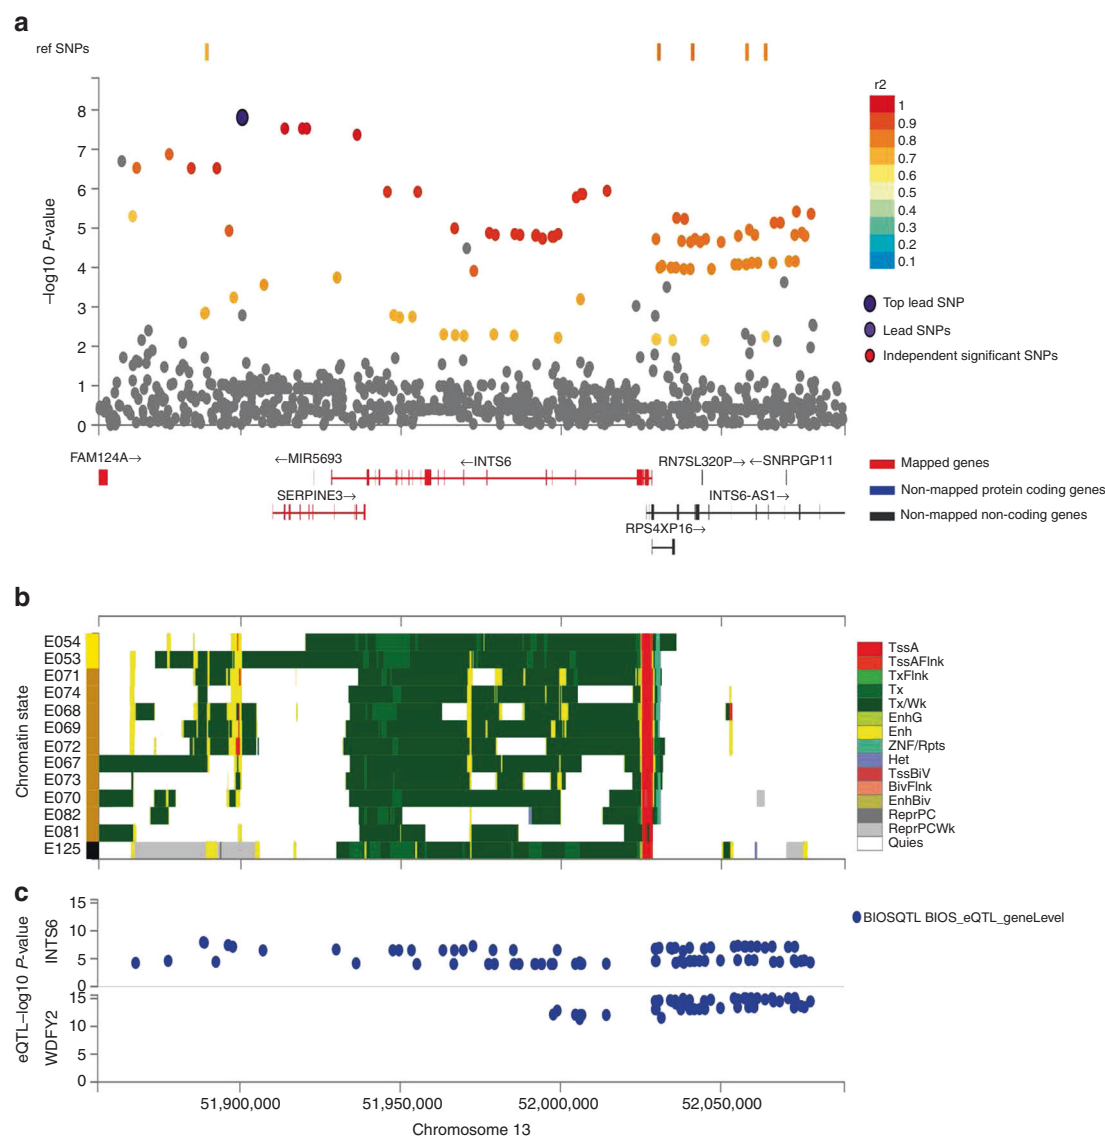 a
ref SNPs
r2
1
0.9
0.8
0.7
0.6
0.5
0.4
0.3
0.2
0.1
8
7
6
5
4
3
2
1
0
–log10 P-value
Top lead SNP
Lead SNPs
Independent significant SNPs
FAM124A→
←MIR5693
←INTS6
RN7SL320P→
←SNRPGP11
SERPINE3→
INTS6-AS1→
RPS4XP16→
Mapped genes
Non-mapped protein coding genes
Non-mapped non-coding genes
b
Chromatin state
E054
E053
E071
E074
E068
E069
E072
E067
E073
E070
E082
E081
E125
TssA
TssAFlnk
TxFlnk
Tx
Tx/Wk
EnhG
Enh
ZNF/Rpts
Het
TssBiV
BivFlnk
EnhBiv
ReprPC
ReprPCWk
Quies
c
eQTL–log10 P-value
INTS6
WDFY2
15
10
5
0
15
10
5
0
BIOSQTL BIOS_eQTL_geneLevel
51,900,000
51,950,000
52,000,000
52,050,000
Chromosome 13